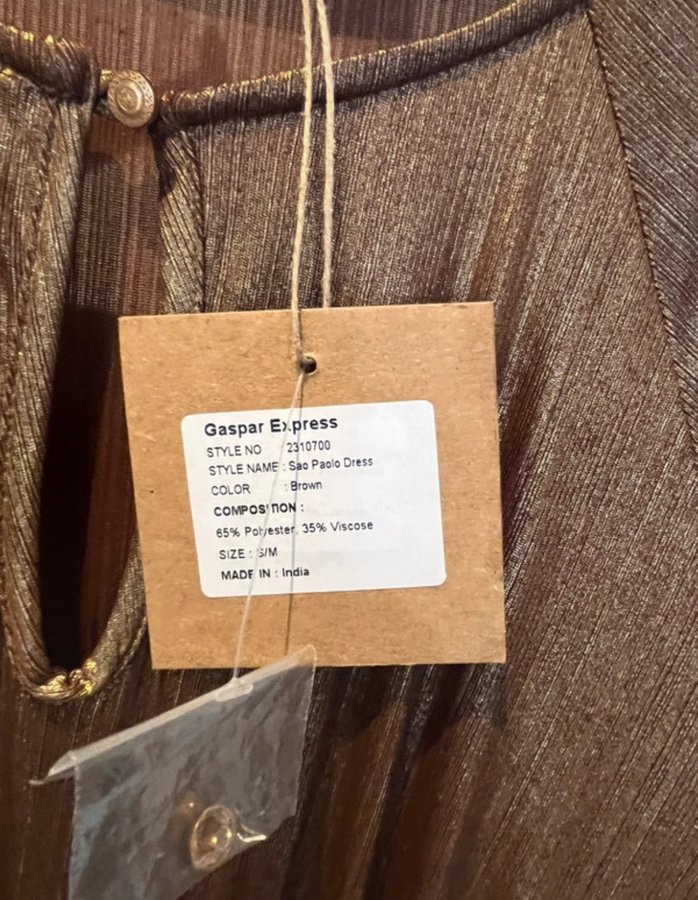 Gaspar Express
STYLE NO : 2310700
STYLE NAME : Sao Paolo Dress
COLOR : Brown
COMPOSITION :
65% Polyester, 35% Viscose
SIZE : S/M
MADE IN : India